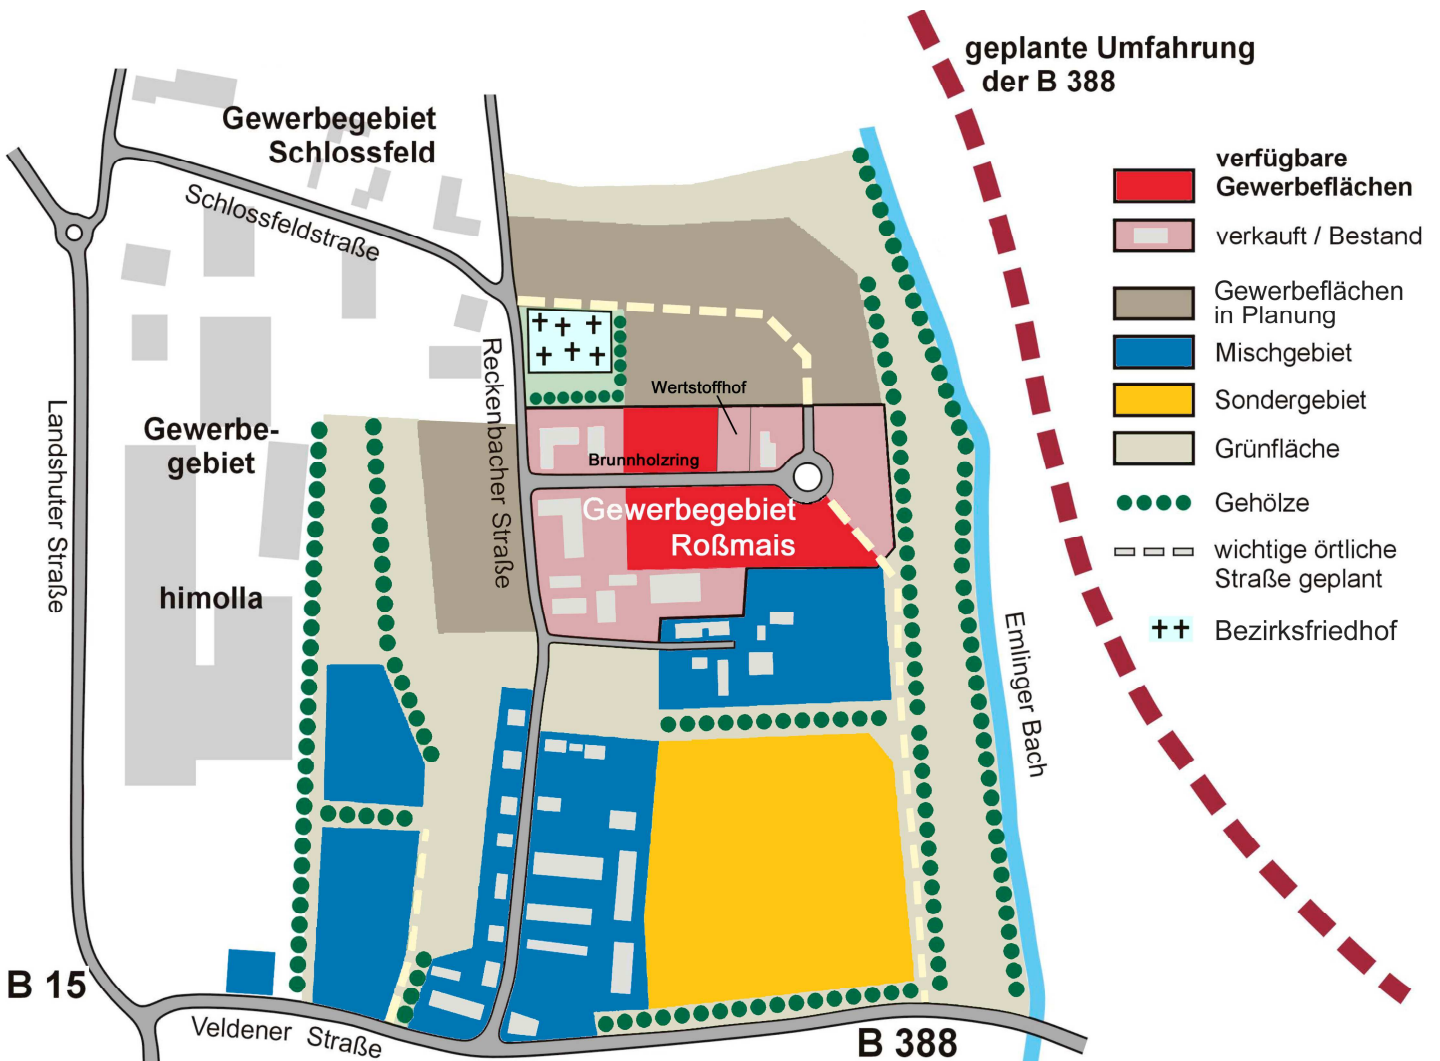 geplante Umfahrung
der B 388
Gewerbegebiet
Schlossfeld
Schlossfeldstraße
verfügbare
Gewerbeflächen
verkauft / Bestand
Gewerbeflächen
in Planung
Mischgebiet
Sondergebiet
Grünfläche
Gehölze
wichtige örtliche
Straße geplant
Bezirksfriedhof
Landshuter Straße
Reckenbacher Straße
Wertstoffhof
Brunnholzring
Gewerbe-
gebiet
himolla
Gewerbegebiet
Roßmais
Emlinger Bach
B 15
Veldener Straße
B 388